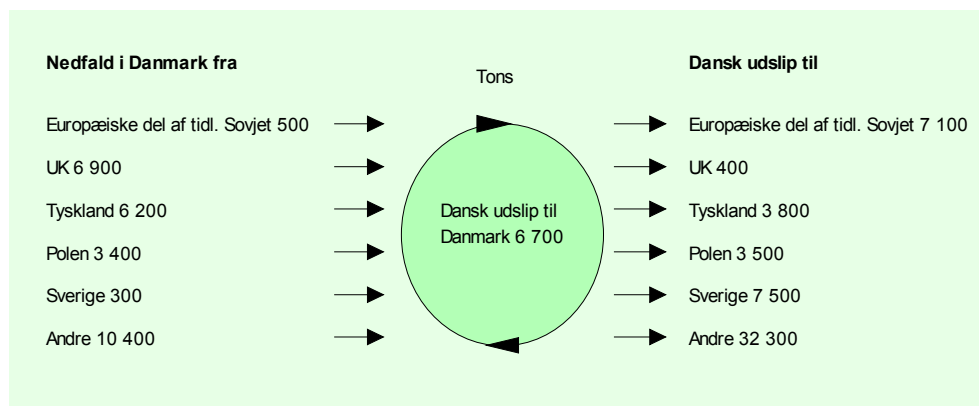 Nedfald i Danmark fra
Europæiske del af tidl. Sovjet 500
UK 6 900
Tyskland 6 200
Polen 3 400
Sverige 300
Andre 10 400
Tons
Dansk udslip til
Danmark 6 700
Dansk udslip til
Europæiske del af tidl. Sovjet 7 100
UK 400
Tyskland 3 800
Polen 3 500
Sverige 7 500
Andre 32 300